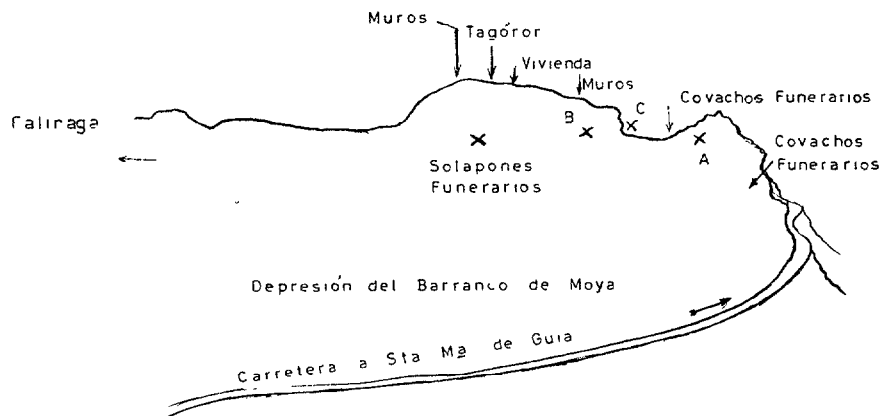 Muros
Tagóror
Vivienda
Muros
Covachos Funerarios
C
B
A
Faliraga
Solapones
Funerarios
Covachos
Funerarios
Depresión del Barranco de Moya
Carretera a Sta Mª de Guia